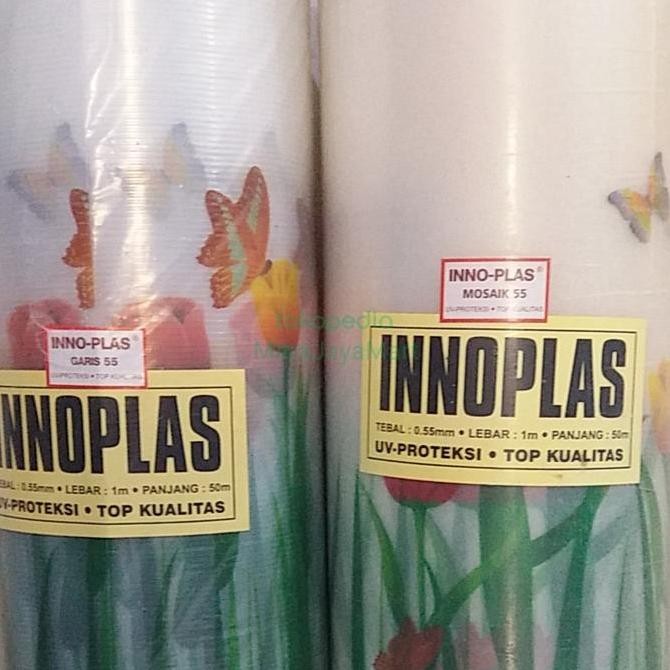 INNO-PLAS®
GARIS 55
UV-PROTEKSI • TOP KUALITAS
INNOPLAS
TEBAL : 0.55mm • LEBAR : 1m • PANJANG : 50m
UV-PROTEKSI • TOP KUALITAS
INNO-PLAS®
MOSAIK 55
UV-PROTEKSI • TOP KUALITAS
INNOPLAS
TEBAL : 0.55mm • LEBAR : 1m • PANJANG : 50m
UV-PROTEKSI • TOP KUALITAS
tokopedia